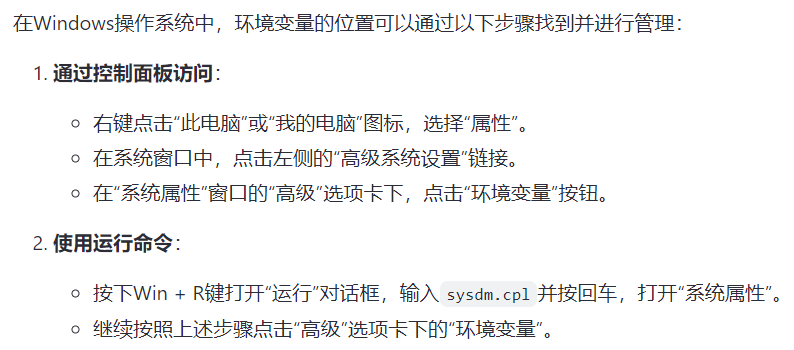 在Windows操作系统中，环境变量的位置可以通过以下步骤找到并进行管理：
1. 通过控制面板访问：
◦ 右键点击“此电脑”或“我的电脑”图标，选择“属性”。
◦ 在系统窗口中，点击左侧的“高级系统设置”链接。
◦ 在“系统属性”窗口的“高级”选项卡下，点击“环境变量”按钮。
2. 使用运行命令：
◦ 按下Win + R键打开“运行”对话框，输入 sysdm.cpl 并按回车，打开“系统属性”。
◦ 继续按照上述步骤点击“高级”选项卡下的“环境变量”。